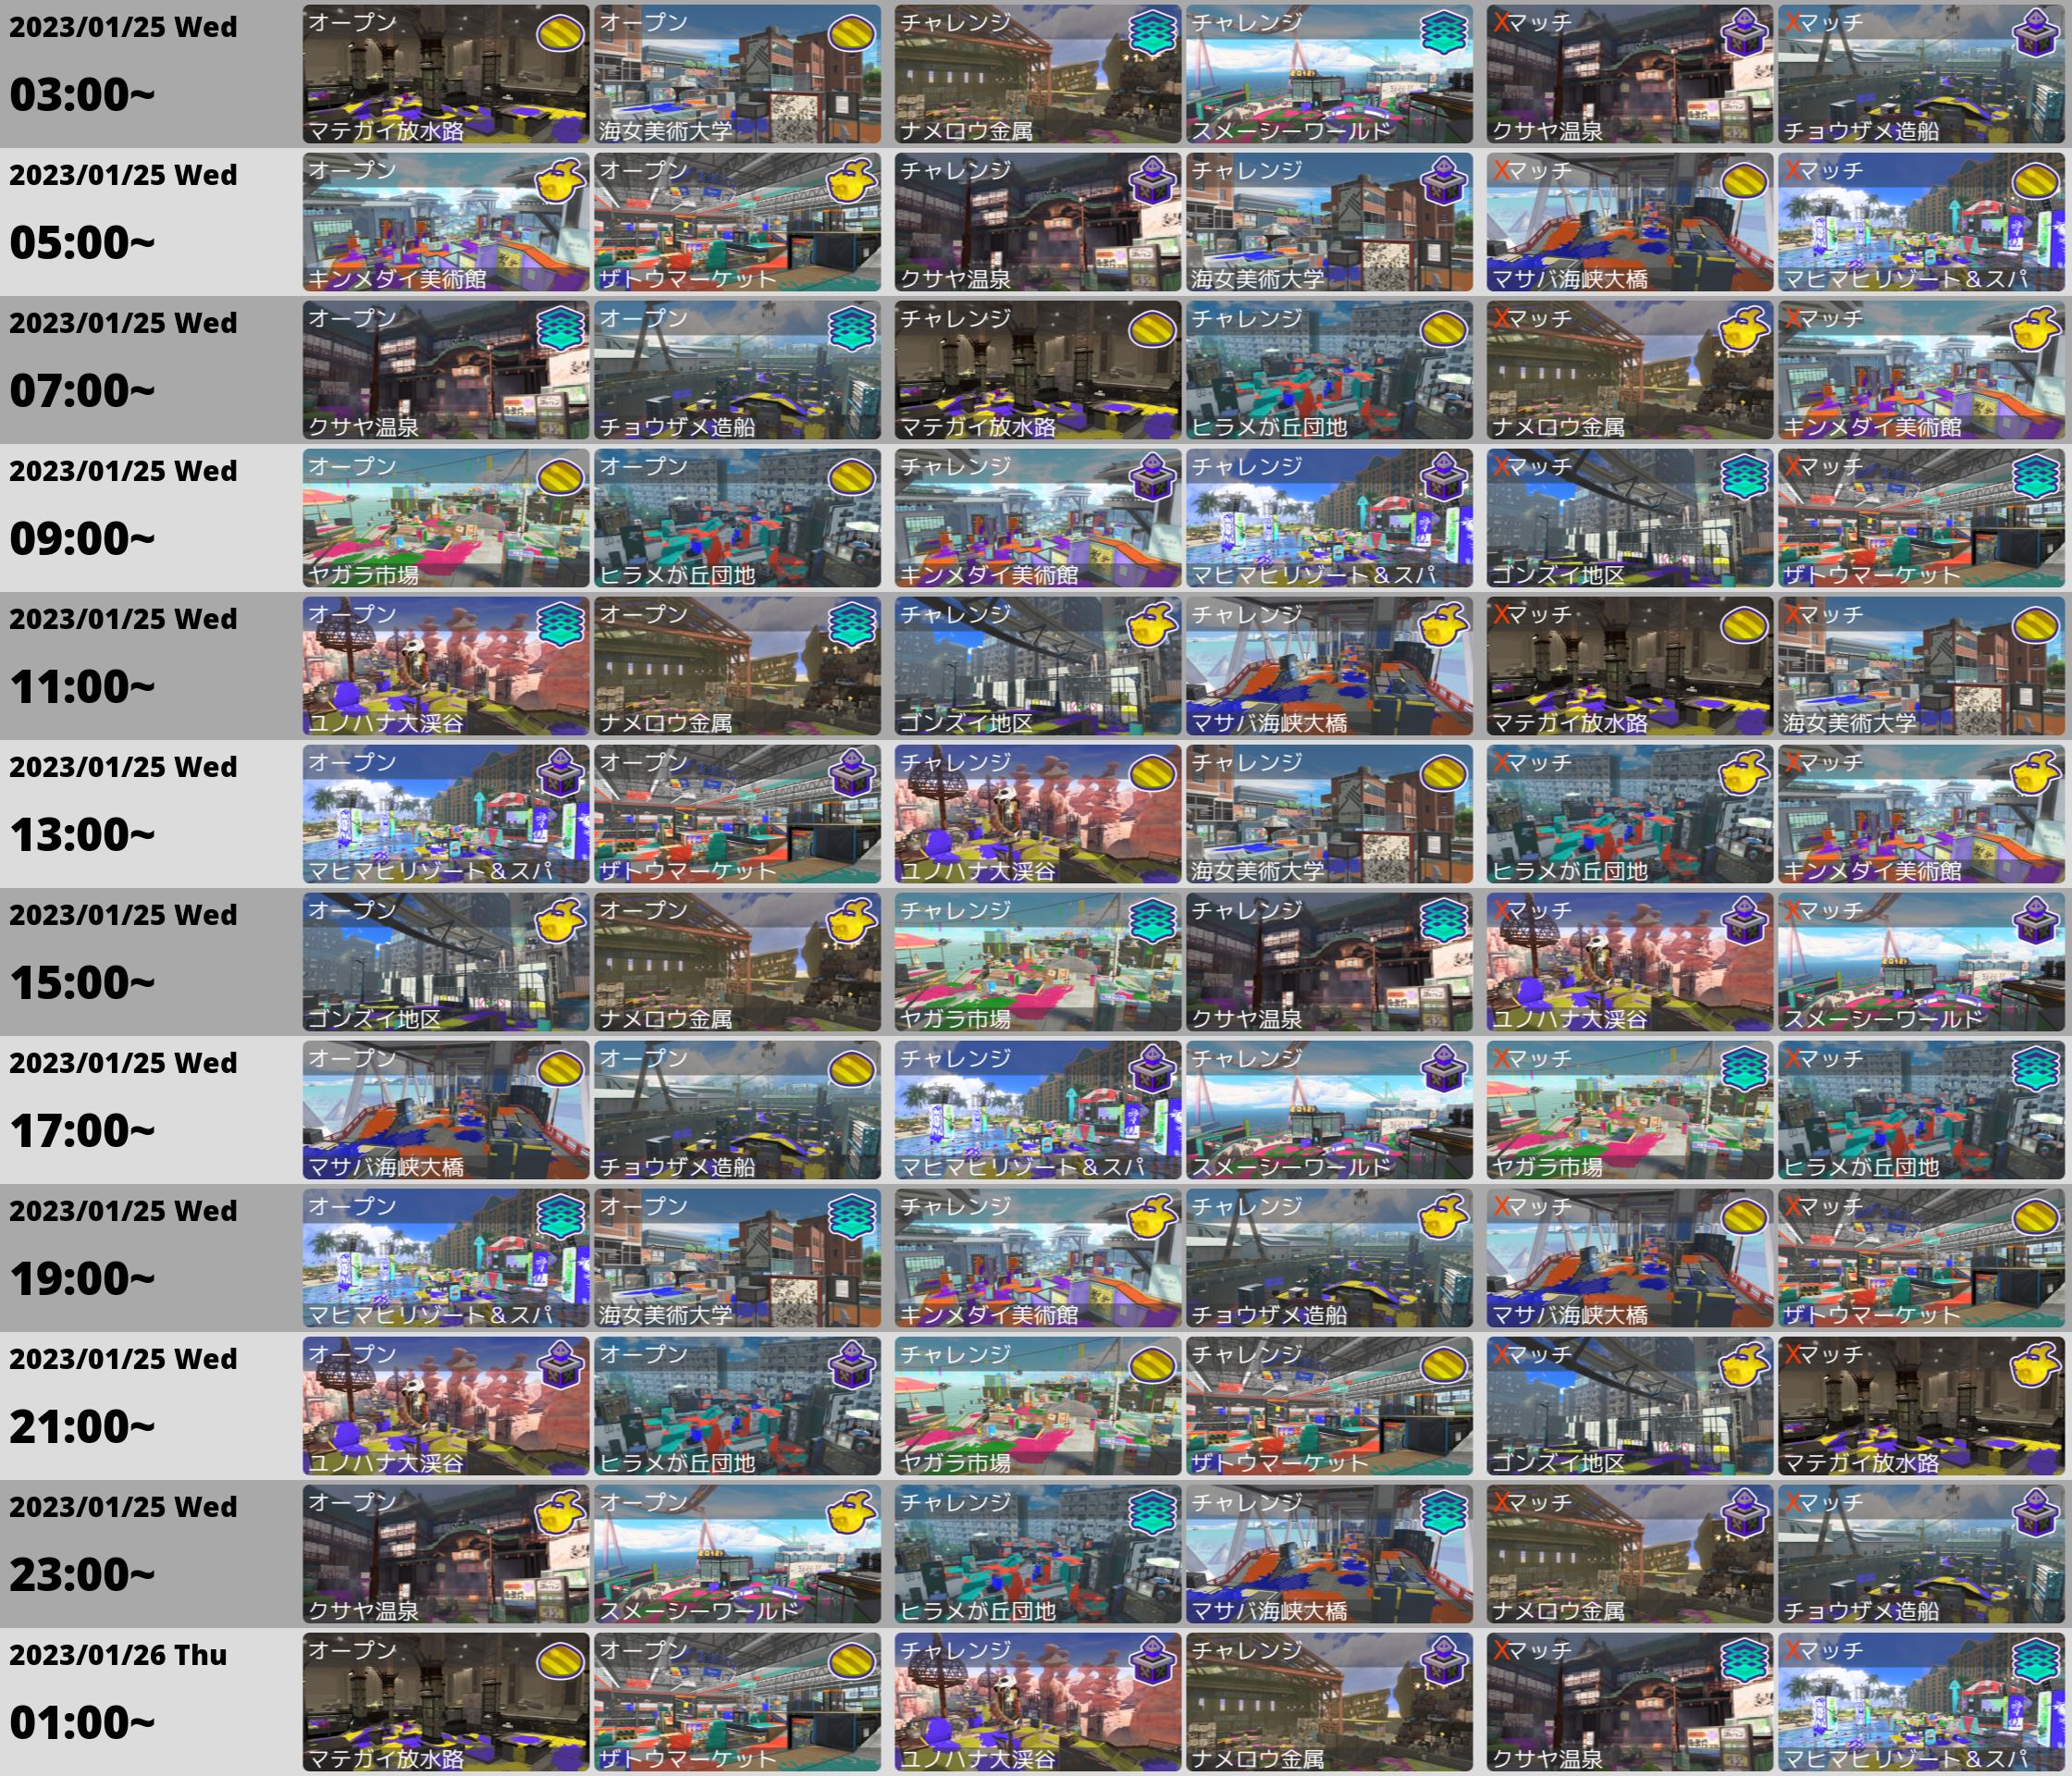 2023/01/25 Wed
03:00~
オープン オープン チャレンジ チャレンジ Xマッチ Xマッチ
マテガイ放水路 海女美術大学 ナメロウ金属 スメーシーワールド クサヤ温泉 チョウザメ造船
2023/01/25 Wed
05:00~
オープン オープン チャレンジ チャレンジ Xマッチ Xマッチ
キンメダイ美術館 ザトウマーケット クサヤ温泉 海女美術大学 マサバ海峡大橋 マヒマヒリゾート＆スパ
2023/01/25 Wed
07:00~
オープン オープン チャレンジ チャレンジ Xマッチ Xマッチ
クサヤ温泉 チョウザメ造船 マテガイ放水路 ヒラメが丘団地 ナメロウ金属 キンメダイ美術館
2023/01/25 Wed
09:00~
オープン オープン チャレンジ チャレンジ Xマッチ Xマッチ
ヤガラ市場 ヒラメが丘団地 キンメダイ美術館 マヒマヒリゾート＆スパ ゴンズイ地区 ザトウマーケット
2023/01/25 Wed
11:00~
オープン オープン チャレンジ チャレンジ Xマッチ Xマッチ
ユノハナ大渓谷 ナメロウ金属 ゴンズイ地区 マサバ海峡大橋 マテガイ放水路 海女美術大学
2023/01/25 Wed
13:00~
オープン オープン チャレンジ チャレンジ Xマッチ Xマッチ
マヒマヒリゾート＆スパ ザトウマーケット ユノハナ大渓谷 海女美術大学 ヒラメが丘団地 キンメダイ美術館
2023/01/25 Wed
15:00~
オープン オープン チャレンジ チャレンジ Xマッチ Xマッチ
ゴンズイ地区 ナメロウ金属 ヤガラ市場 クサヤ温泉 ユノハナ大渓谷 スメーシーワールド
2023/01/25 Wed
17:00~
オープン オープン チャレンジ チャレンジ Xマッチ Xマッチ
マサバ海峡大橋 チョウザメ造船 マヒマヒリゾート＆スパ スメーシーワールド ヤガラ市場 ヒラメが丘団地
2023/01/25 Wed
19:00~
オープン オープン チャレンジ チャレンジ Xマッチ Xマッチ
マヒマヒリゾート＆スパ 海女美術大学 キンメダイ美術館 チョウザメ造船 マサバ海峡大橋 ザトウマーケット
2023/01/25 Wed
21:00~
オープン オープン チャレンジ チャレンジ Xマッチ Xマッチ
ユノハナ大渓谷 ヒラメが丘団地 ヤガラ市場 ザトウマーケット ゴンズイ地区 マテガイ放水路
2023/01/25 Wed
23:00~
オープン オープン チャレンジ チャレンジ Xマッチ Xマッチ
クサヤ温泉 スメーシーワールド ヒラメが丘団地 マサバ海峡大橋 ナメロウ金属 チョウザメ造船
2023/01/26 Thu
01:00~
オープン オープン チャレンジ チャレンジ Xマッチ Xマッチ
マテガイ放水路 ザトウマーケット ユノハナ大渓谷 ナメロウ金属 クサヤ温泉 マヒマヒリゾート＆スパ